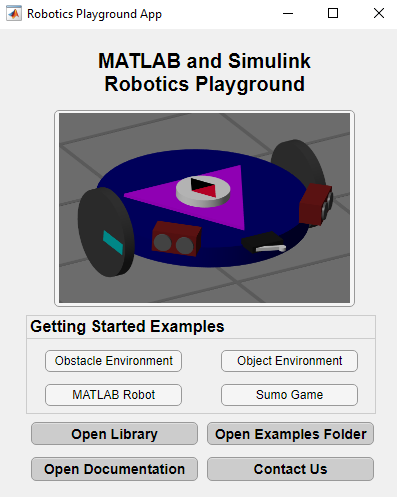 Robotics Playground App
MATLAB and Simulink
Robotics Playground
Getting Started Examples
Obstacle Environment
Object Environment
MATLAB Robot
Sumo Game
Open Library
Open Examples Folder
Open Documentation
Contact Us